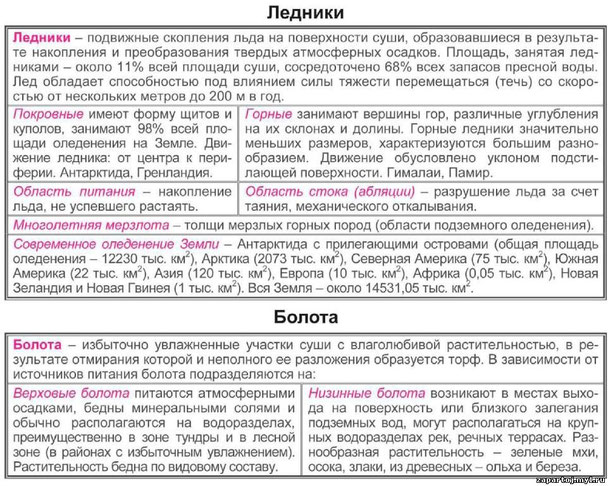 Ледники
Ледники – подвижные скопления льда на поверхности суши, образовавшиеся в результа-
те накопления и преобразования твердых атмосферных осадков. Площадь, занятая лед-
никами – около 11% всей площади суши, сосредоточено 68% всех запасов пресной воды.
Лед обладает способностью под влиянием силы тяжести перемещаться (течь) со скоро-
стью от нескольких метров до 200 м в год.
Покровные имеют форму щитов и
куполов, занимают 98% всей пло-
щади оледенения на Земле. Дви-
жение ледника: от центра к пери-
ферии. Антарктида, Гренландия.
Горные занимают вершины гор, различные углубления
на их склонах и долины. Горные ледники значительно
меньших размеров, характеризуются большим разно-
образием. Движение обусловлено уклоном подсти-
лающей поверхности. Гималаи, Памир.
Область питания – накопление
льда, не успевшего растаять.
Область стока (абляции) – разрушение льда за счет
таяния, механического откалывания.
Многолетняя мерзлота – толщи мерзлых горных пород (области подземного оледенения).
Современное оледенение Земли – Антарктида с прилегающими островами (общая площадь
оледенения – 12230 тыс. км²), Арктика (2073 тыс. км²), Северная Америка (75 тыс. км²), Южная
Америка (22 тыс. км²), Азия (120 тыс. км²), Европа (10 тыс. км²), Африка (0,05 тыс. км²), Новая
Зеландия и Новая Гвинея (1 тыс. км²). Вся Земля – около 14531,05 тыс. км².
Болота
Болота – избыточно увлажненные участки суши с влаголюбивой растительностью, в ре-
зультате отмирания которой и неполного ее разложения образуется торф. В зависимости от
источников питания болота подразделяются на:
Верховые болота питаются атмосферными
осадками, бедны минеральными солями и
обычно располагаются на водоразделах,
преимущественно в зоне тундры и в лесной
зоне (в районах с избыточным увлажнением).
Растительность бедна по видовому составу.
Низинные болота возникают в местах выхо-
да на поверхность или близкого залегания
подземных вод, могут располагаться на круп-
ных водоразделах рек, речных террасах. Раз-
нообразная растительность – зеленые мхи,
осока, злаки, из древесных – ольха и береза.
zapartoj.myl.ru